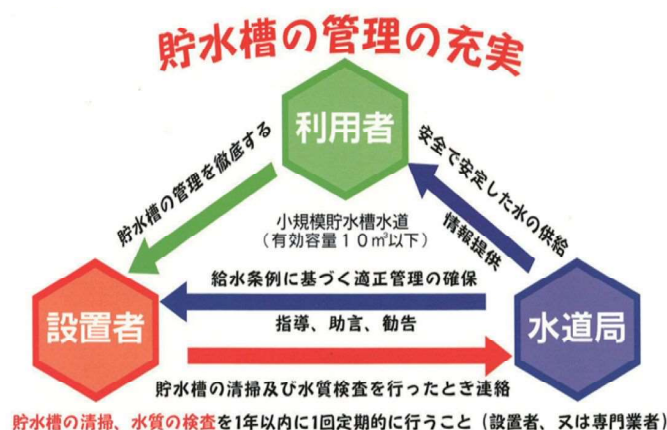 貯水槽の管理の充実
利用者
貯水槽の管理を徹底する
安全で安定した水の供給
情報提供
小規模貯水槽水道
（有効容量１０㎥以下）
給水条例に基づく適正管理の確保
設置者
水道局
指導、助言、勧告
貯水槽の清掃及び水質検査を行ったとき連絡
貯水槽の清掃、水質の検査を1年以内に1回定期的に行うこと（設置者、又は専門業者）